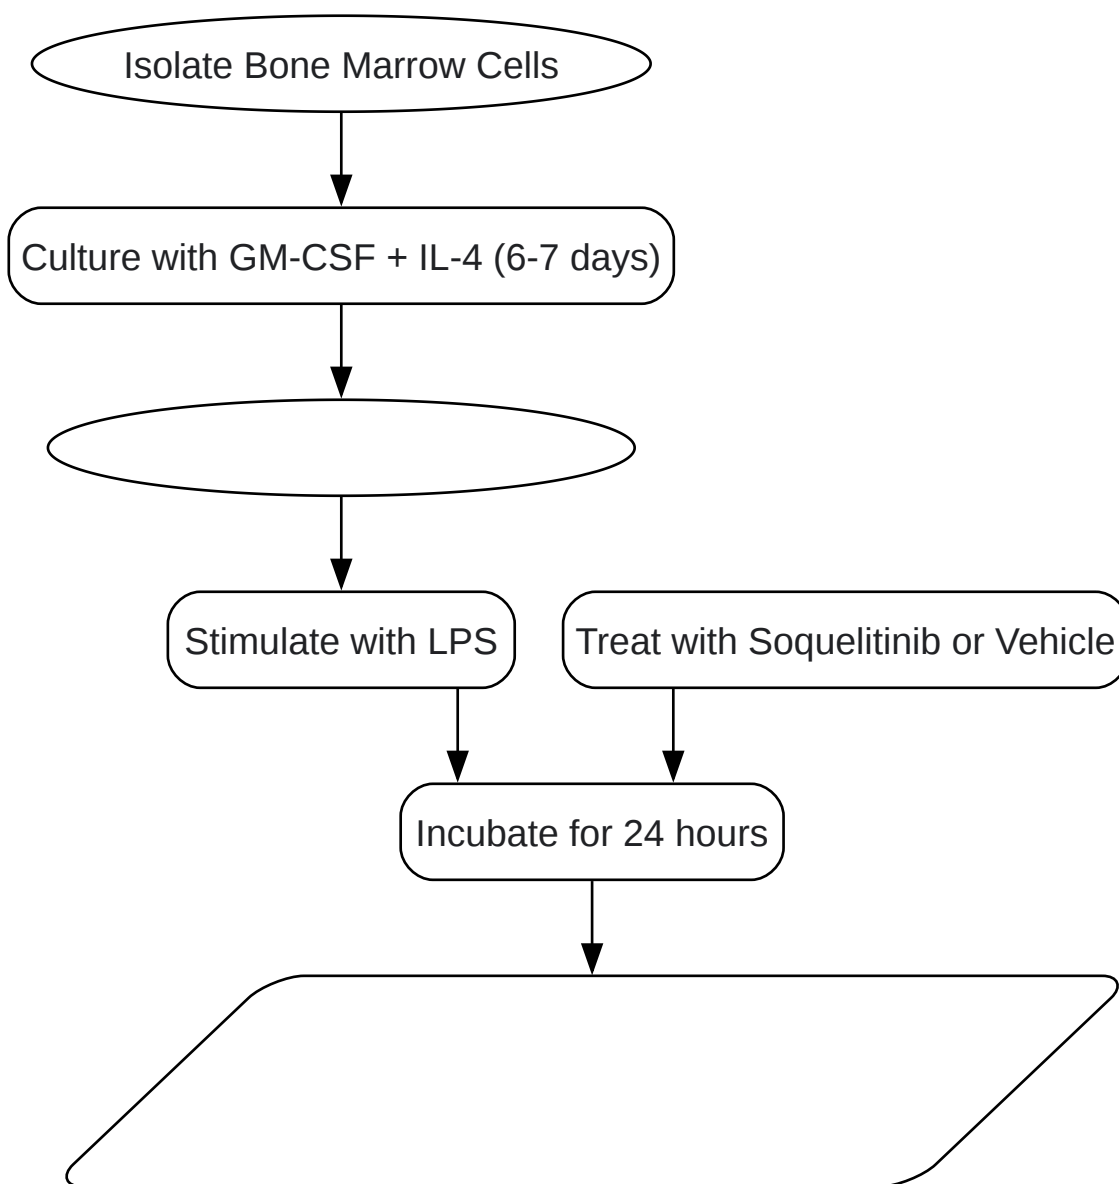 Isolate Bone Marrow Cells
Culture with GM-CSF + IL-4 (6-7 days)
Stimulate with LPS
Treat with Soquelitinib or Vehicle
Incubate for 24 hours